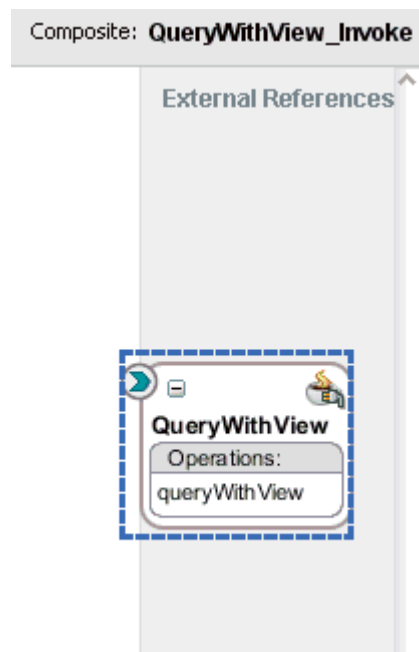 Composite: QueryWithView_Invoke
External References
QueryWithView
Operations:
queryWithView